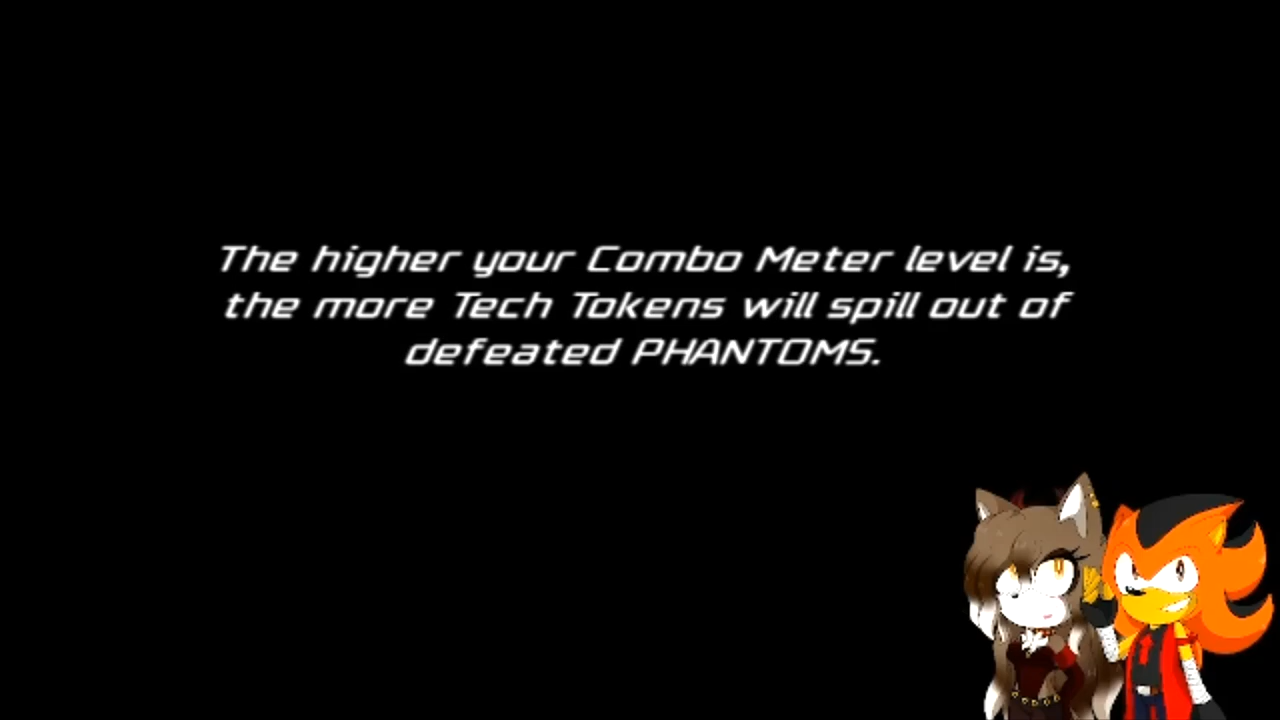 The higher your Combo Meter level is,
the more Tech Tokens will spill out of
defeated PHANTOMS.